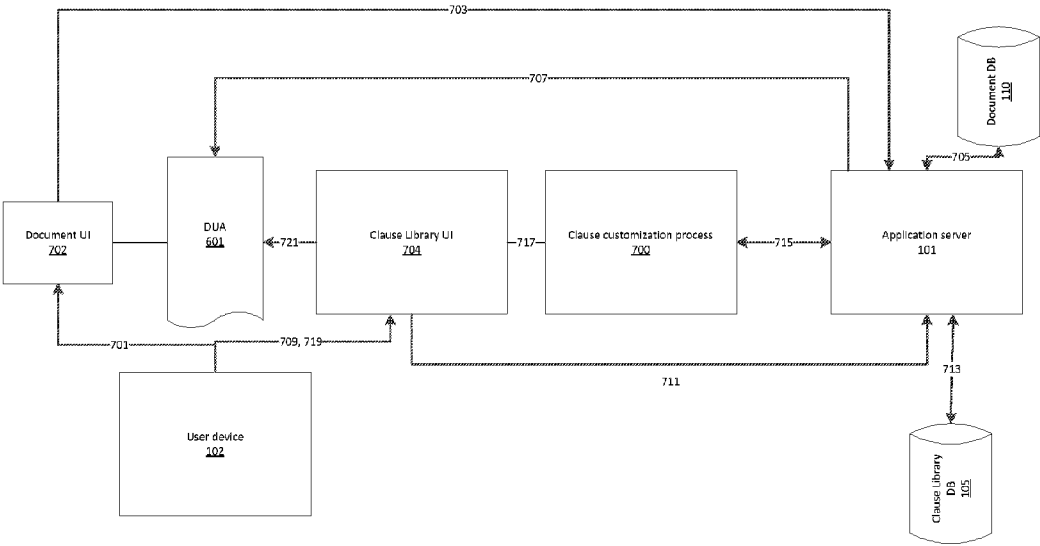 703
Document DB
110
707
705
DUA
601
Document UI
702
721
Clause Library UI
704
717
Clause customization process
700
715
Application server
101
701
709, 719
711
713
User device
102
Clause Library
DB
105